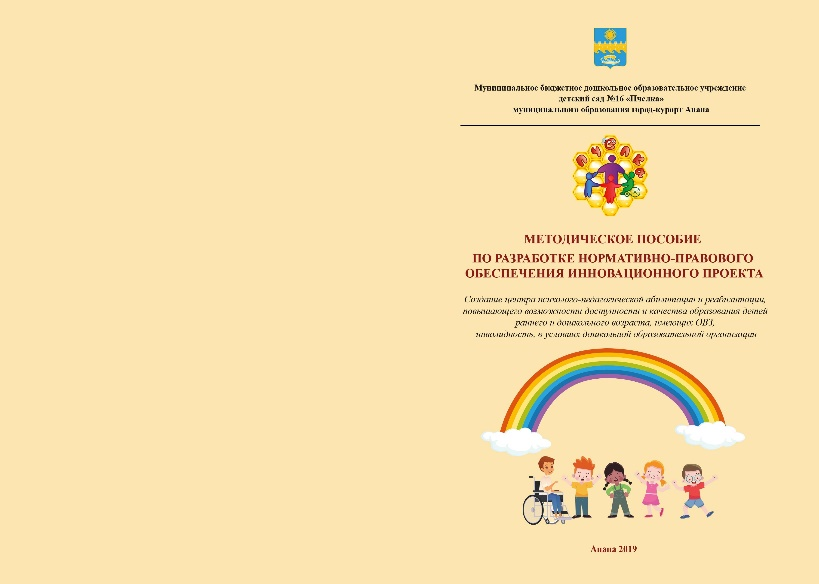 Муниципальное бюджетное дошкольное образовательное учреждение
детский сад №16 «Пчелка»
муниципального образования город-курорт Анапа
ПЧЕЛКА
МЕТОДИЧЕСКОЕ ПОСОБИЕ
ПО РАЗРАБОТКЕ НОРМАТИВНО-ПРАВОВОГО
ОБЕСПЕЧЕНИЯ ИННОВАЦИОННОГО ПРОЕКТА
Создание центра психолого-педагогической абилитации и реабилитации,
повышающего возможности доступности и качества образования детей
раннего и дошкольного возраста, имеющих ОВЗ,
инвалидность, в условиях дошкольной образовательной организации
Анапа 2019